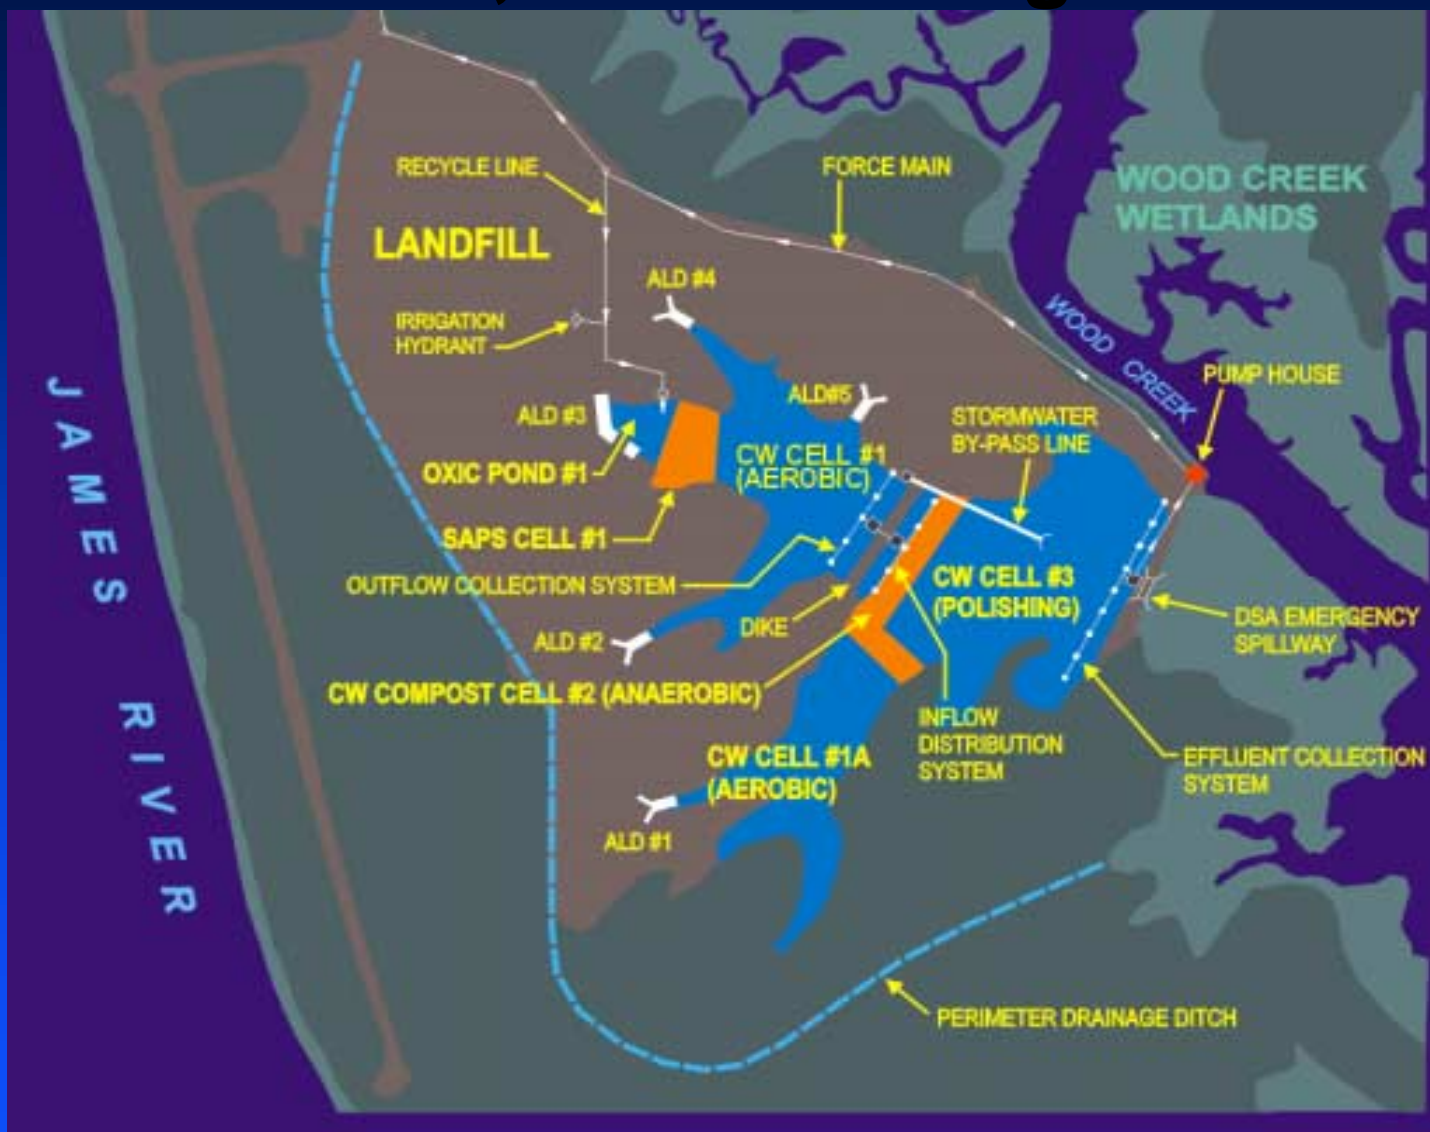 RECYCLE LINE
FORCE MAIN
WOOD CREEK
WETLANDS
LANDFILL
ALD #4
IRRIGATION
HYDRANT
WOOD CREEK
PUMP HOUSE
JAMES RIVER
ALD #3
ALD#5
STORMWATER
BY-PASS LINE
OXIC POND #1
CW CELL #1
(AEROBIC)
SAPS CELL #1
OUTFLOW COLLECTION SYSTEM
CW CELL #3
(POLISHING)
DIKE
DSA EMERGENCY
SPILLWAY
ALD #2
CW COMPOST CELL #2 (ANAEROBIC)
INFLOW
DISTRIBUTION
SYSTEM
CW CELL #1A
(AEROBIC)
EFFLUENT COLLECTION
SYSTEM
ALD #1
PERIMETER DRAINAGE DITCH